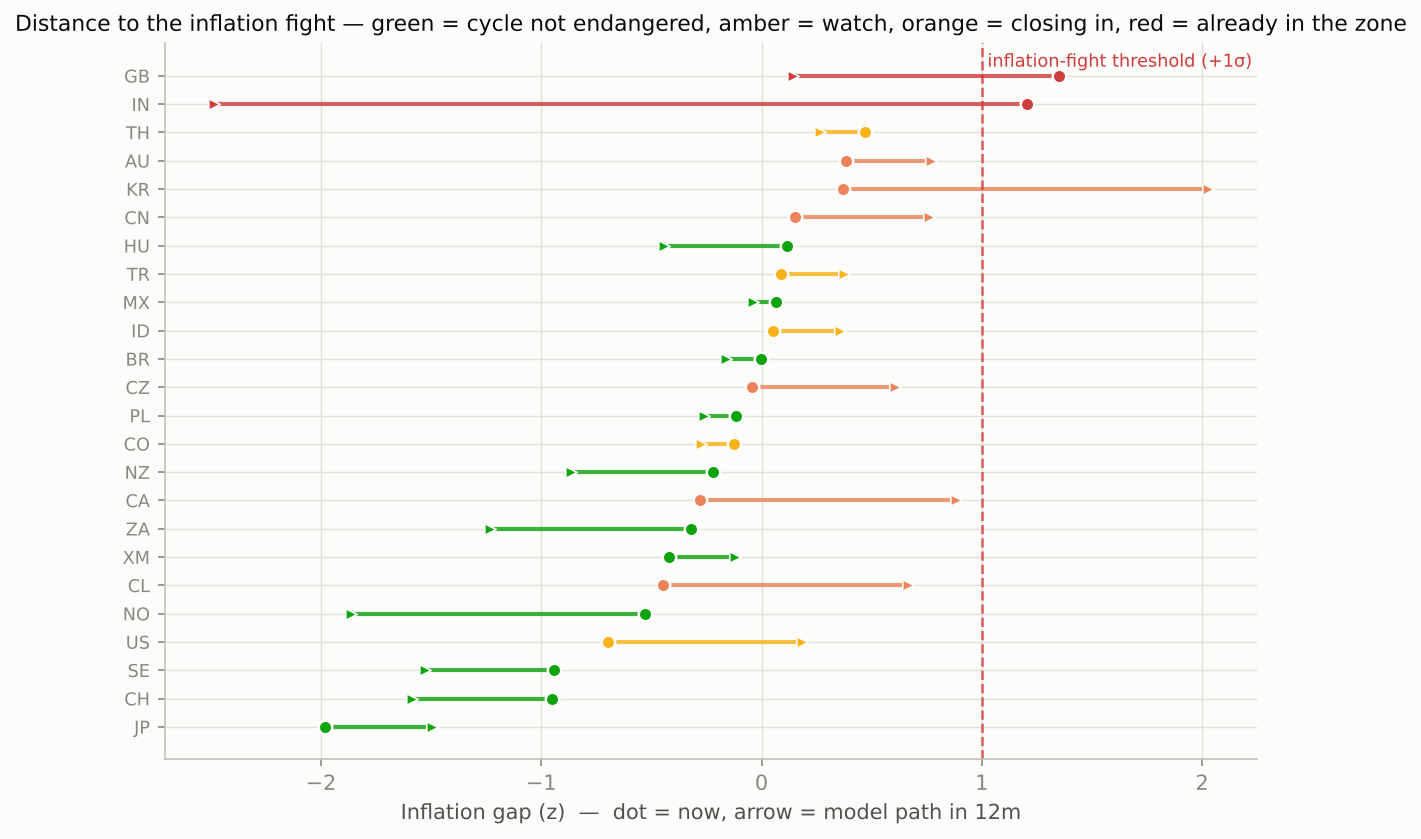 Distance to the inflation fight — green = cycle not endangered, amber = watch, orange = closing in, red = already in the zone
inflation-fight threshold (+1σ)
GB
IN
TH
AU
KR
CN
HU
TR
MX
ID
BR
CZ
PL
CO
NZ
CA
ZA
XM
CL
NO
US
SE
CH
JP
−2 −1 0 1 2
Inflation gap (z) — dot = now, arrow = model path in 12m